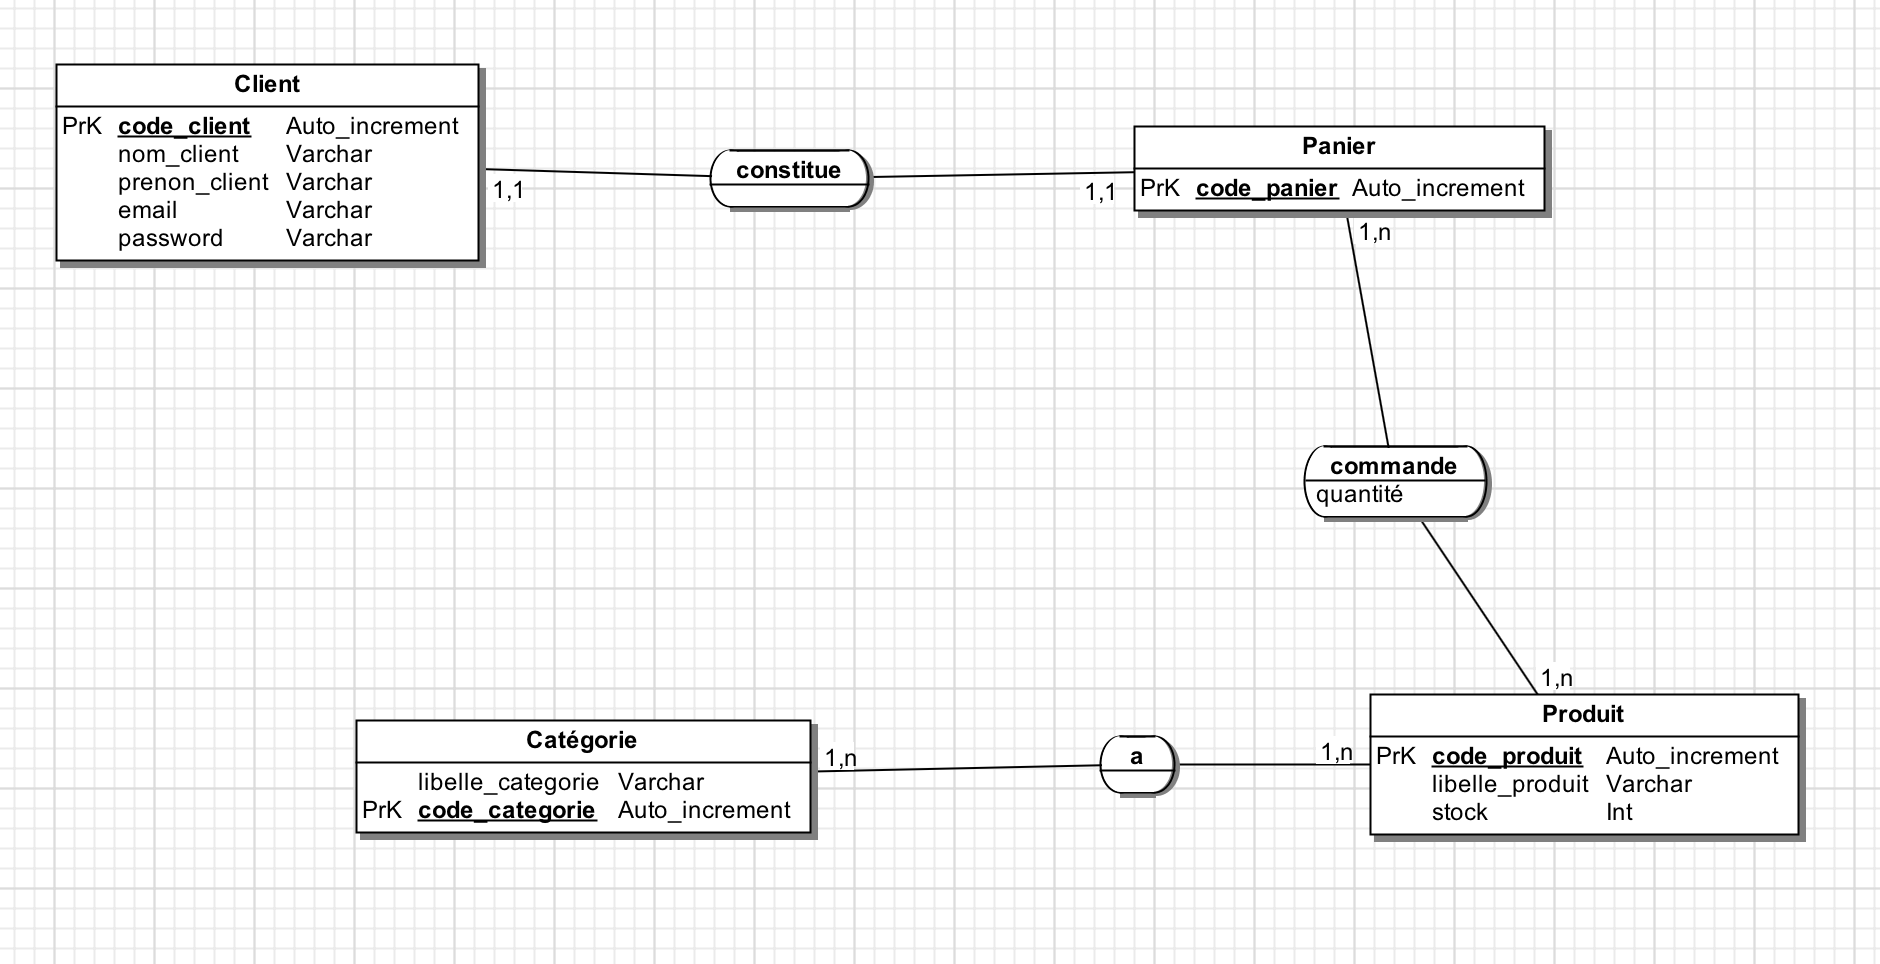 Client
PrK code_client Auto_increment
nom_client Varchar
prenon_client Varchar
email Varchar
password Varchar
1,1
constitue
1,1
Panier
PrK code_panier Auto_increment
1,n
commande
quantité
1,n
Produit
PrK code_produit Auto_increment
libelle_produit Varchar
stock Int
1,n
a
1,n
Catégorie
libelle_categorie Varchar
PrK code_categorie Auto_increment